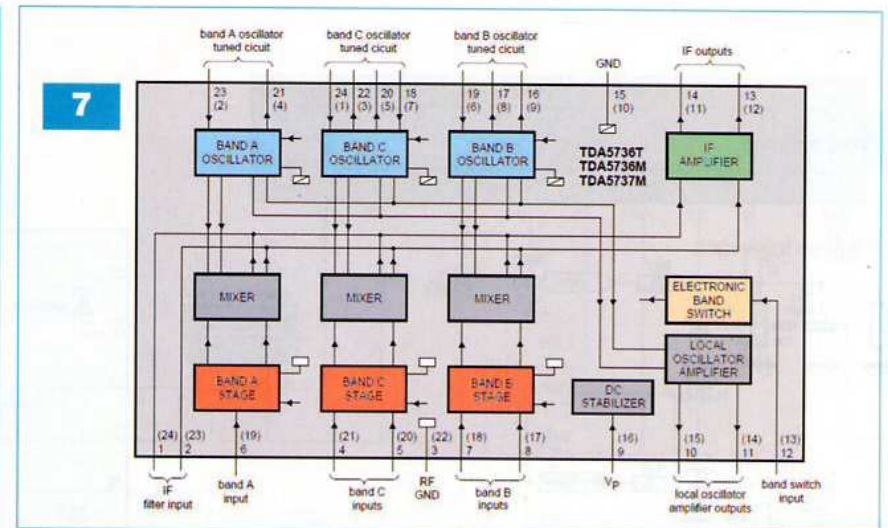 7
band A oscillator
tuned cicuit
band C oscillator
tuned cicuit
band B oscillator
tuned cicuit
GND
IF outputs
23 21 24 22 20 18 19 17 16 15 14 13
(2) (4) (1) (3) (5) (7) (6) (8) (9) (10) (11) (12)
BAND A
OSCILLATOR
BAND C
OSCILLATOR
BAND B
OSCILLATOR
TDA5736T
TDA5736M
TDA5737M
IF
AMPLIFIER
MIXER
MIXER
MIXER
ELECTRONIC
BAND
SWITCH
LOCAL
OSCILLATOR
AMPLIFIER
BAND A
STAGE
BAND C
STAGE
BAND B
STAGE
DC
STABILIZER
(24) (23) (19) (21) (20) (22) (18) (17) (16) (15) (14) (13)
1 2 6 4 5 3 7 8 9 10 11 12
IF
filter input
band A
input
band C
inputs
RF
GND
band B
inputs
VP
local oscillator
amplifier outputs
band switch
input